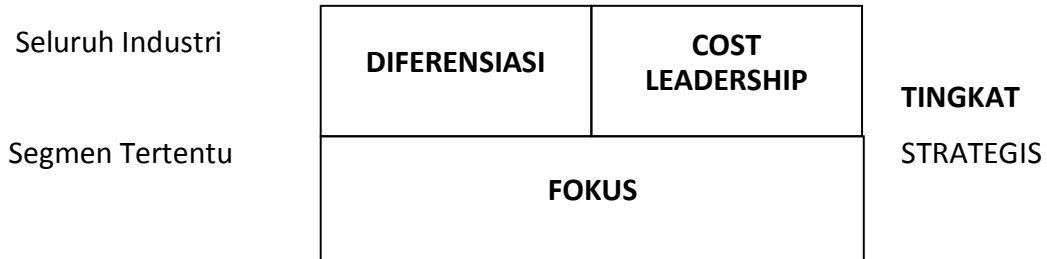 Seluruh Industri
DIFERENSIASI
COST
LEADERSHIP
TINGKAT
Segmen Tertentu
STRATEGIS
FOKUS